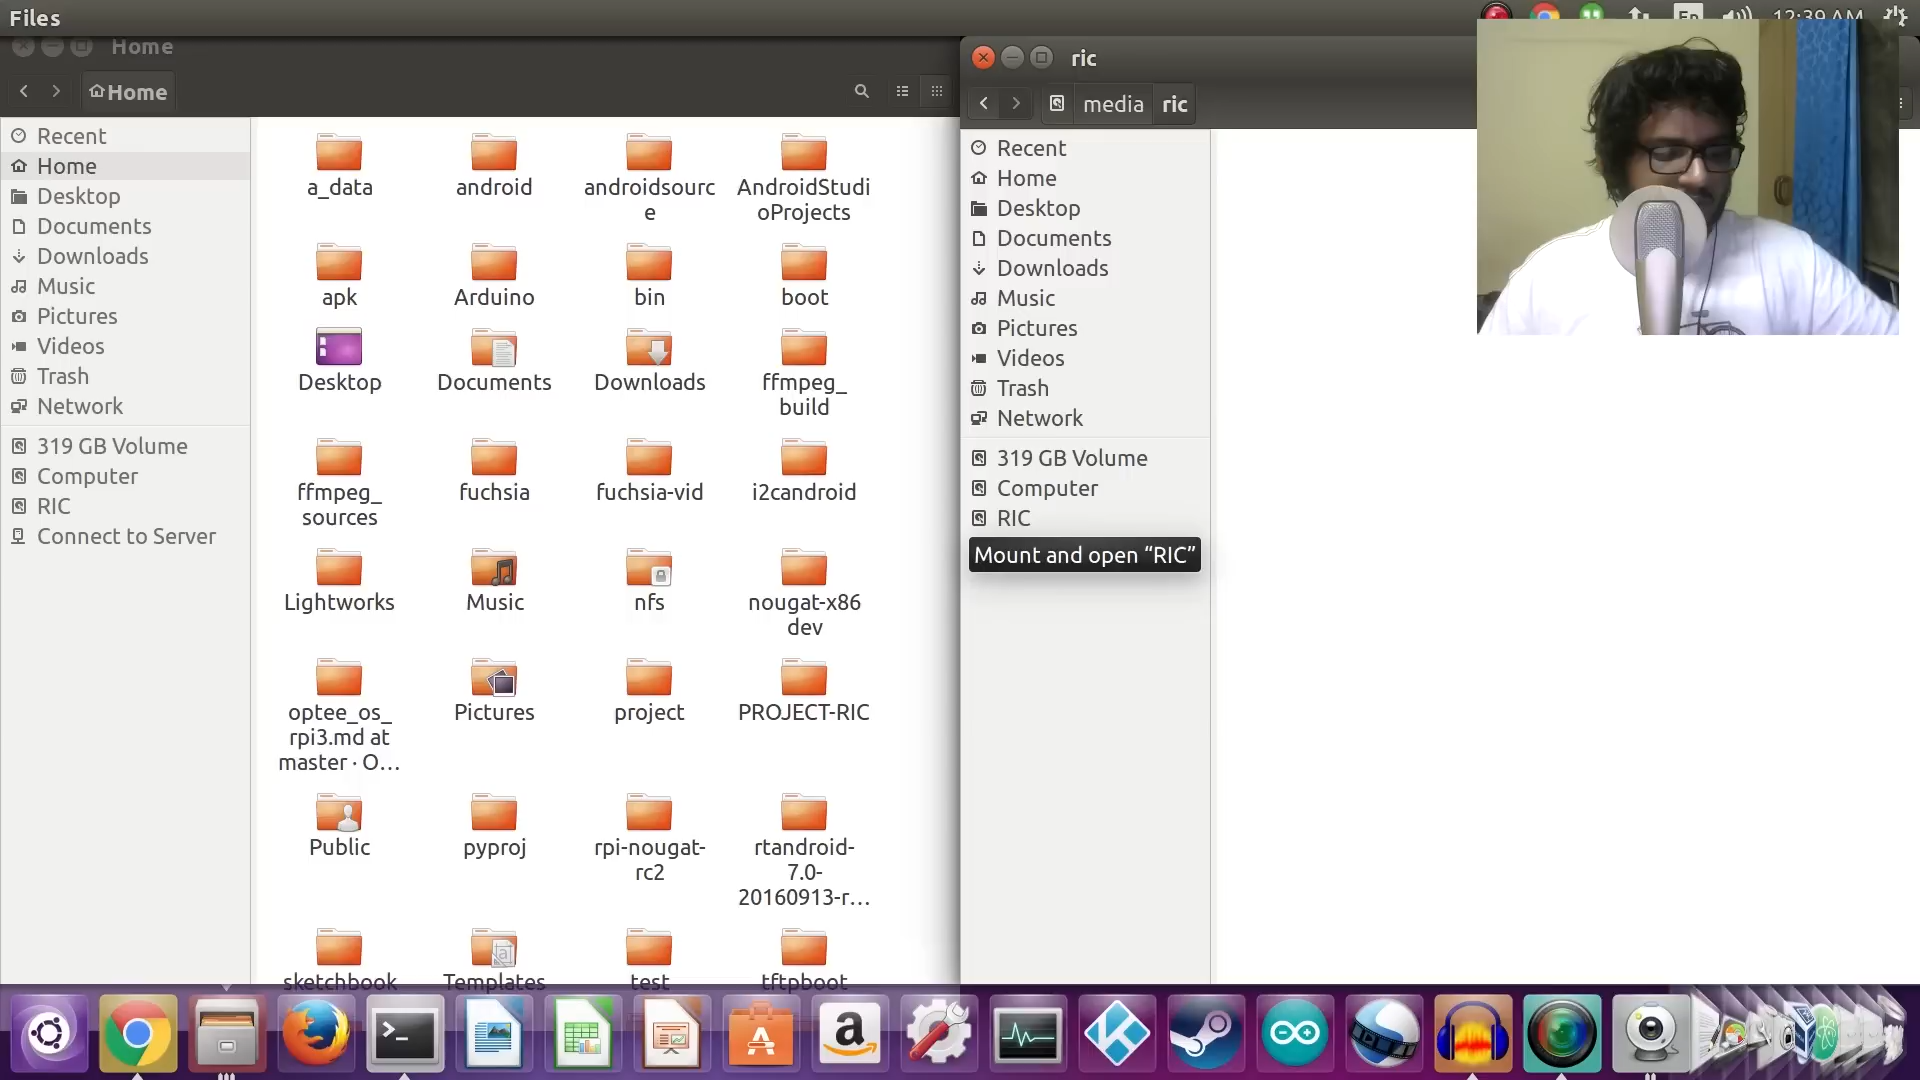 Files
En
12:39 AM
Home
Home
Recent
Home
Desktop
Documents
Downloads
Music
Pictures
Videos
Trash
Network
319 GB Volume
Computer
RIC
Connect to Server
a_data
android
androidsourc
e
AndroidStudi
oProjects
apk
Arduino
bin
boot
Desktop
Documents
Downloads
ffmpeg_
build
ffmpeg_
sources
fuchsia
fuchsia-vid
i2candroid
Lightworks
Music
nfs
nougat-x86
dev
optee_os_
rpi3.md at
master · O…
Pictures
project
PROJECT-RIC
Public
pyproj
rpi-nougat-
rc2
rtandroid-
7.0-
20160913-r…
sketchbook
Templates
test
tftpboot
ric
media
ric
Recent
Home
Desktop
Documents
Downloads
Music
Pictures
Videos
Trash
Network
319 GB Volume
Computer
RIC
Mount and open “RIC”